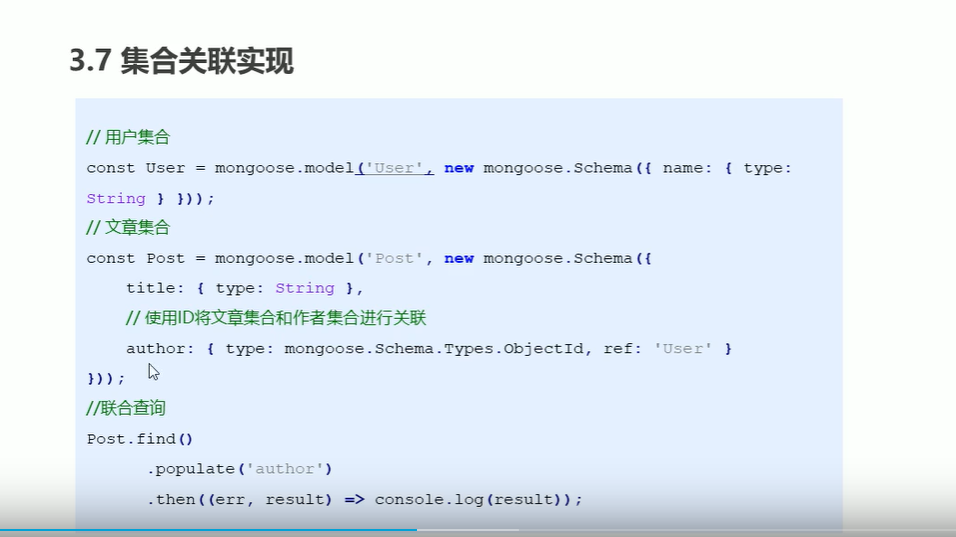 3.7 集合关联实现
// 用户集合
const User = mongoose.model('User', new mongoose.Schema({ name: { type:
String } }));
// 文章集合
const Post = mongoose.model('Post', new mongoose.Schema({
title: { type: String },
// 使用ID将文章集合和作者集合进行关联
author: { type: mongoose.Schema.Types.ObjectId, ref: 'User' }
}));
//联合查询
Post.find()
.populate('author')
.then((err, result) => console.log(result));